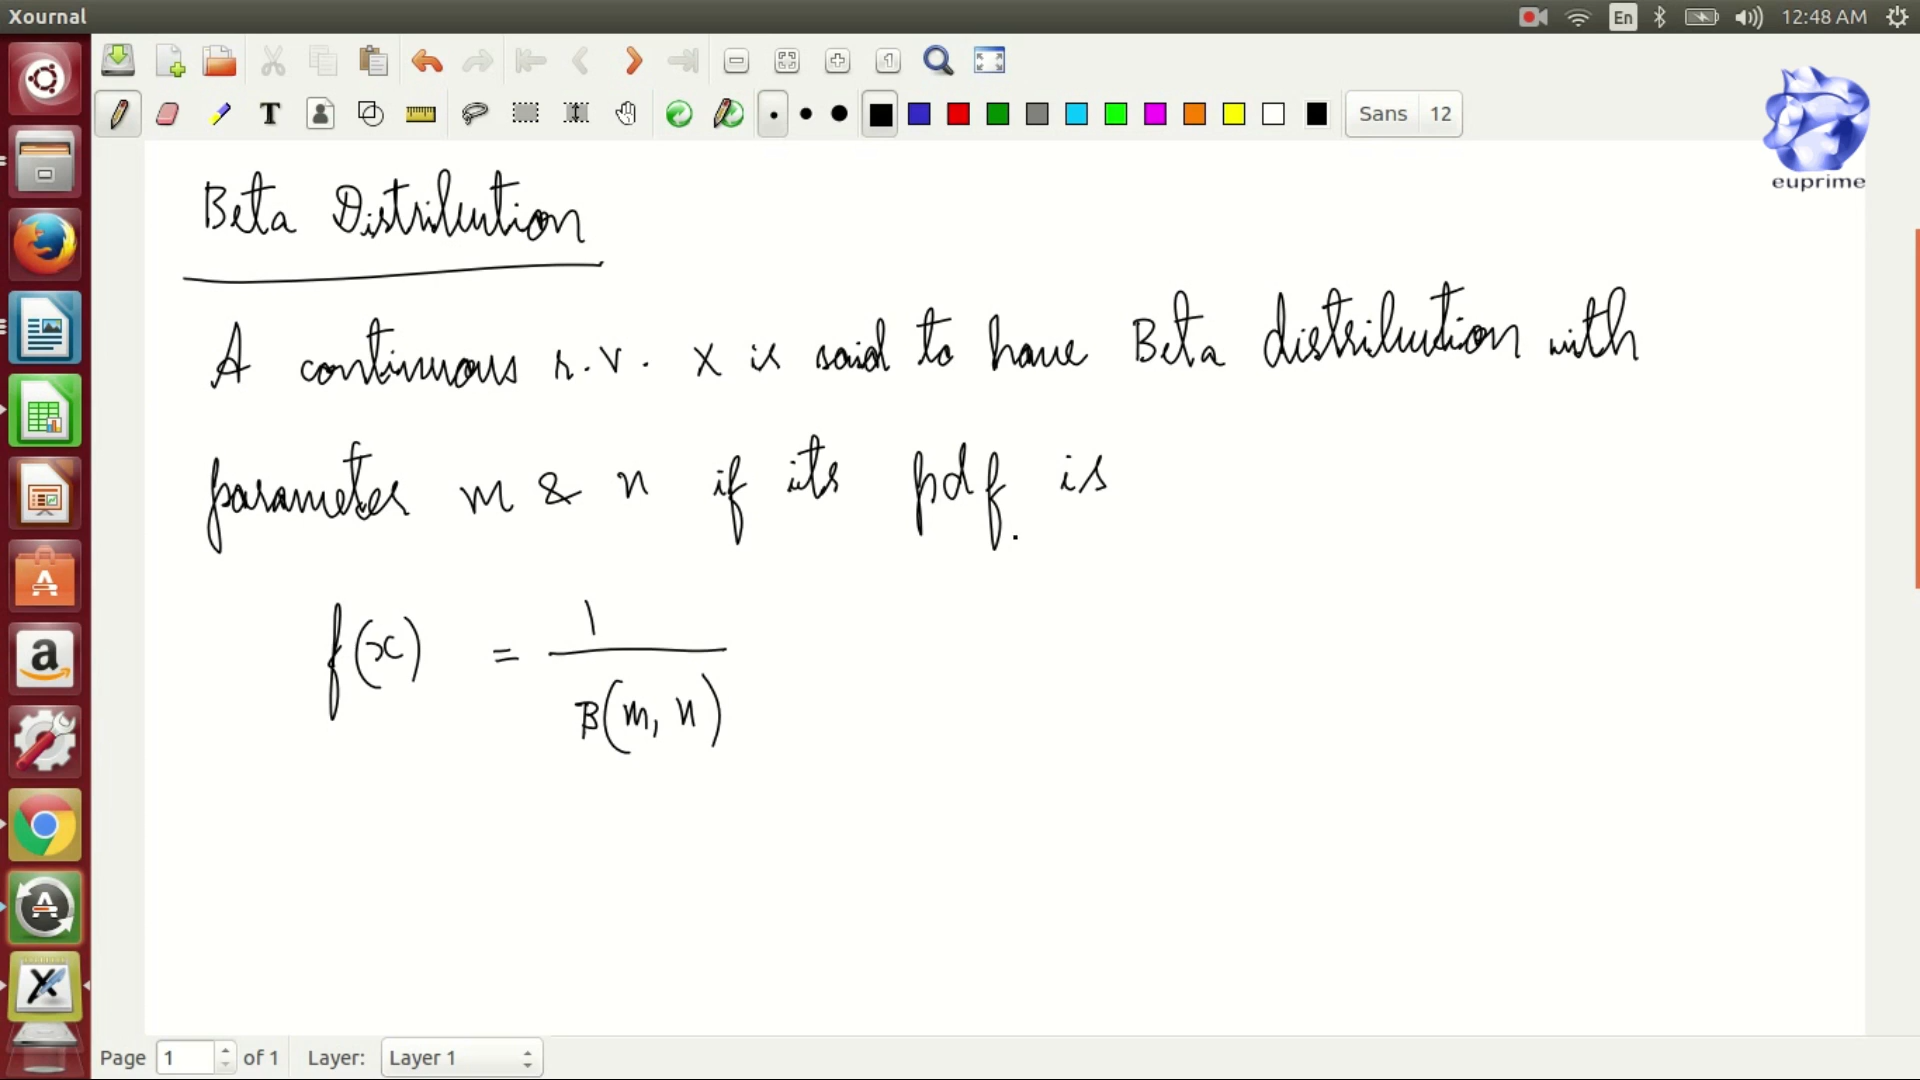 Xournal
En
12:48 AM
Sans 12
euprime
Beta Distribution
A continuous r.v. X is said to have Beta distribution with
parameter m & n if its pdf. is
f(x) = 1
B(m, n)
Page 1 of 1 Layer: Layer 1